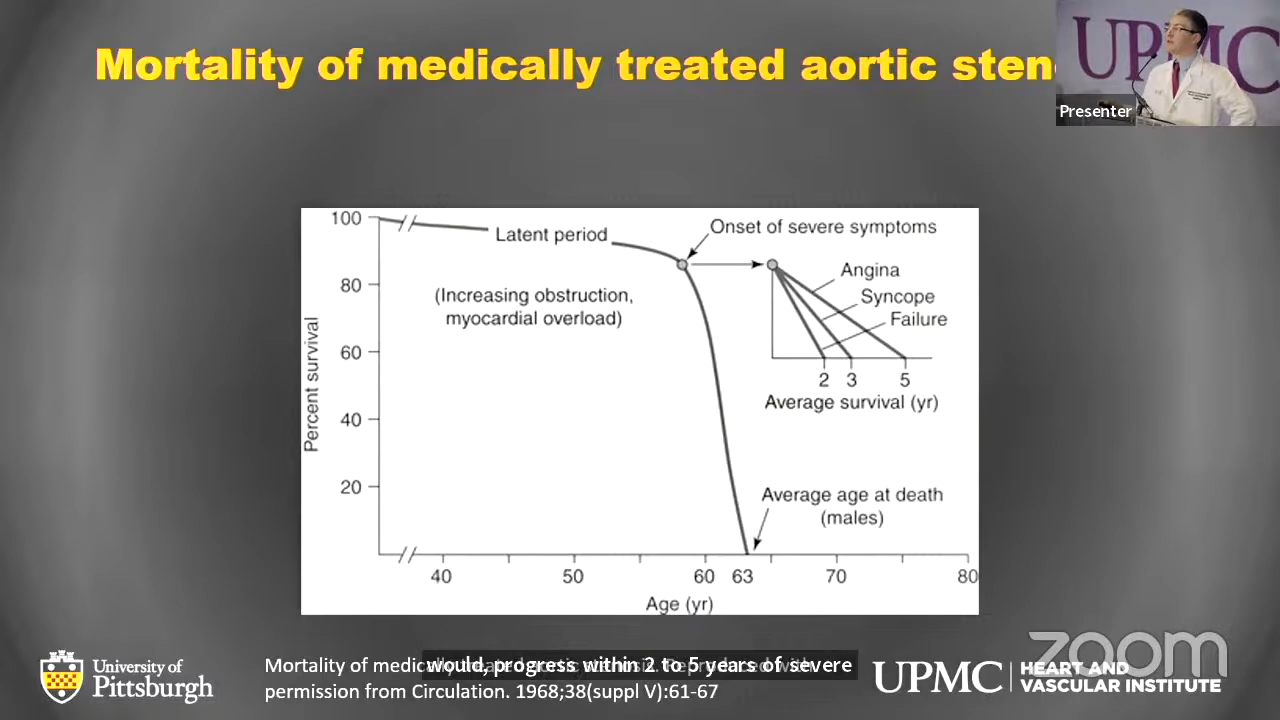 Mortality of medically treated aortic sten
UPMC
Presenter
100
80
60
40
20
Percent survival
Latent period
(Increasing obstruction,
myocardial overload)
Onset of severe symptoms
Angina
Syncope
Failure
2 3 5
Average survival (yr)
Average age at death
(males)
40 50 60 63 70 80
Age (yr)
zoom
University of
Pittsburgh
Mortality of medically
would, progress within 2 to 5 years of severe
permission from Circulation. 1968;38(suppl V):61-67
UPMC
HEART AND
VASCULAR INSTITUTE